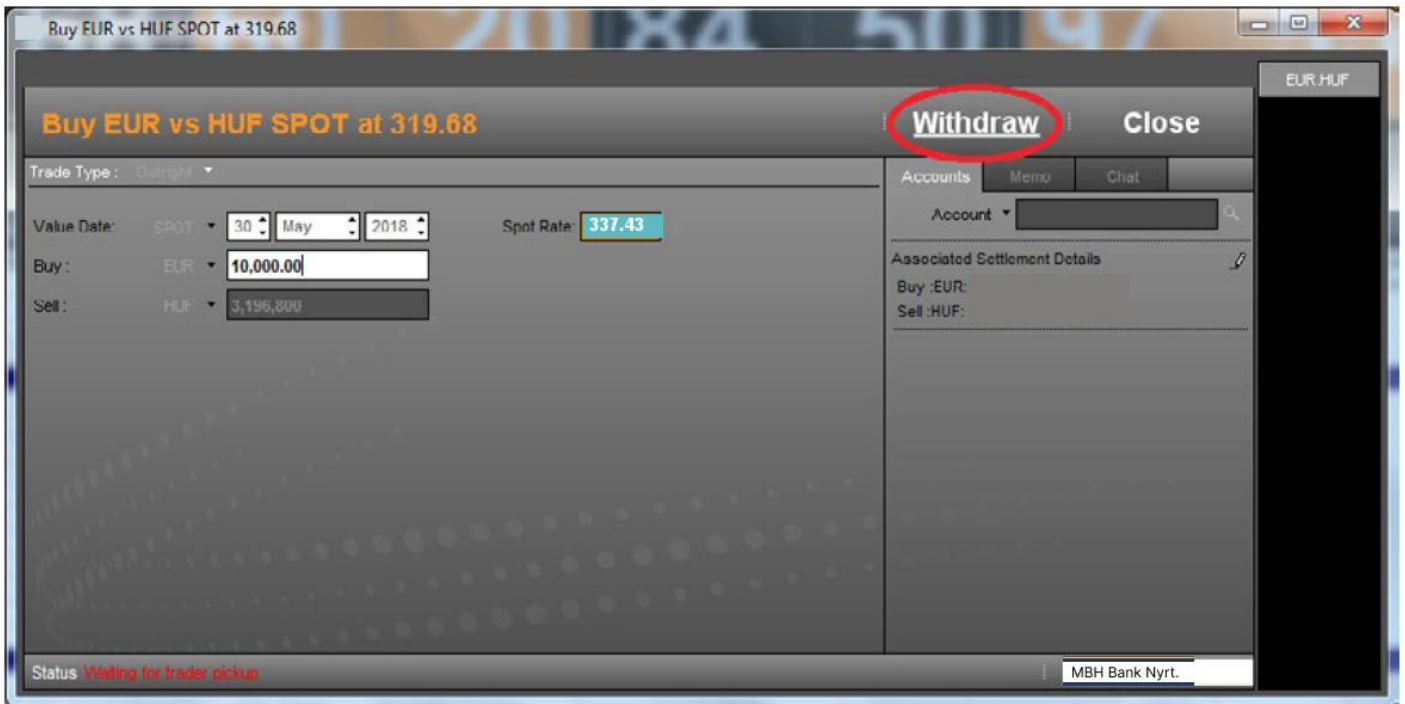 Buy EUR vs HUF SPOT at 319.68
EUR.HUF
Buy EUR vs HUF SPOT at 319.68
Withdraw
Close
Trade Type : Outright
Accounts Memo Chat
Value Date: SPOT 30 May 2018 Spot Rate: 337.43
Account
Buy : EUR 10,000.00
Sell : HUF 3,196,800
Associated Settlement Details
Buy :EUR:
Sell :HUF:
Status Waiting for trader pickup
MBH Bank Nyrt.